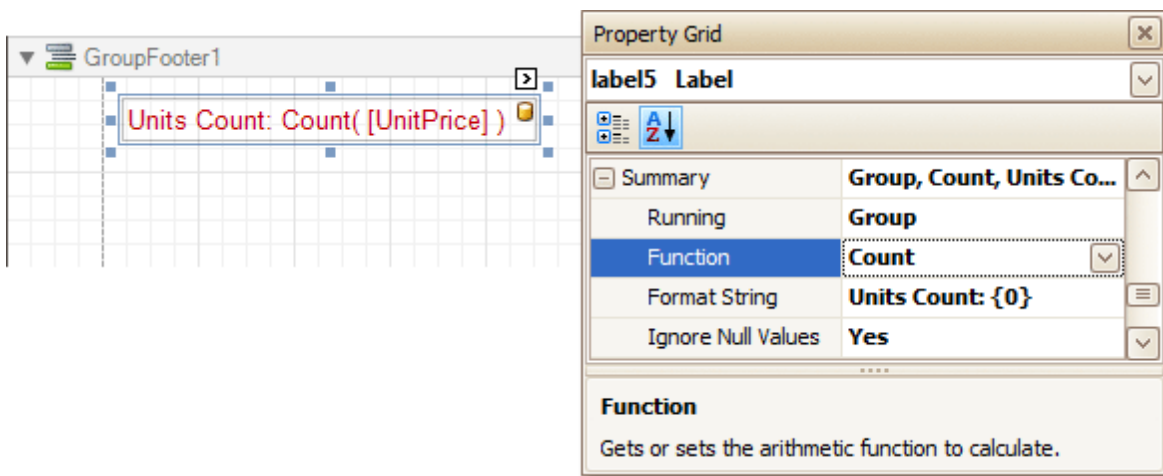 GroupFooter1
Units Count: Count( [UnitPrice] )
Property Grid
label5 Label
A
Z
Summary Group, Count, Units Co...
Running Group
Function Count
Format String Units Count: {0}
Ignore Null Values Yes
Function
Gets or sets the arithmetic function to calculate.